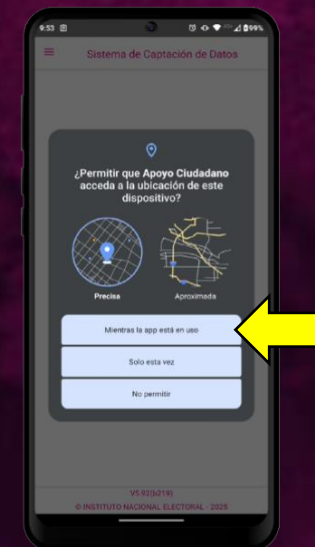 9:53
99%
Sistema de Captación de Datos
¿Permitir que Apoyo Ciudadano
acceda a la ubicación de este
dispositivo?
Precisa
Aproximada
Mientras la app está en uso
Solo esta vez
No permitir
V5.92(b219)
© INSTITUTO NACIONAL ELECTORAL - 2025